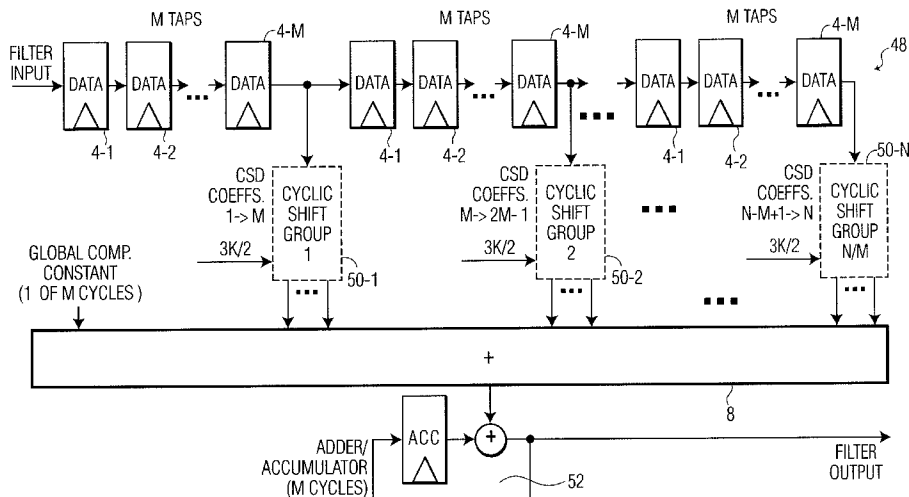 M TAPS
M TAPS
M TAPS
4-M
4-M
4-M
48
FILTER
INPUT
DATA
DATA
DATA
DATA
DATA
DATA
DATA
DATA
DATA
4-1
4-2
4-1
4-2
4-1
4-2
50-N
CSD
COEFFS.
1->M
CYCLIC
SHIFT
GROUP
1
CSD
COEFFS.
M->2M-1
CYCLIC
SHIFT
GROUP
2
CSD
COEFFS.
N-M+1->N
CYCLIC
SHIFT
GROUP
N/M
3K/2
3K/2
3K/2
50-1
50-2
GLOBAL COMP.
CONSTANT
(1 OF M CYCLES)
+
8
ACC
+
ADDER/
ACCUMULATOR
(M CYCLES)
52
FILTER
OUTPUT